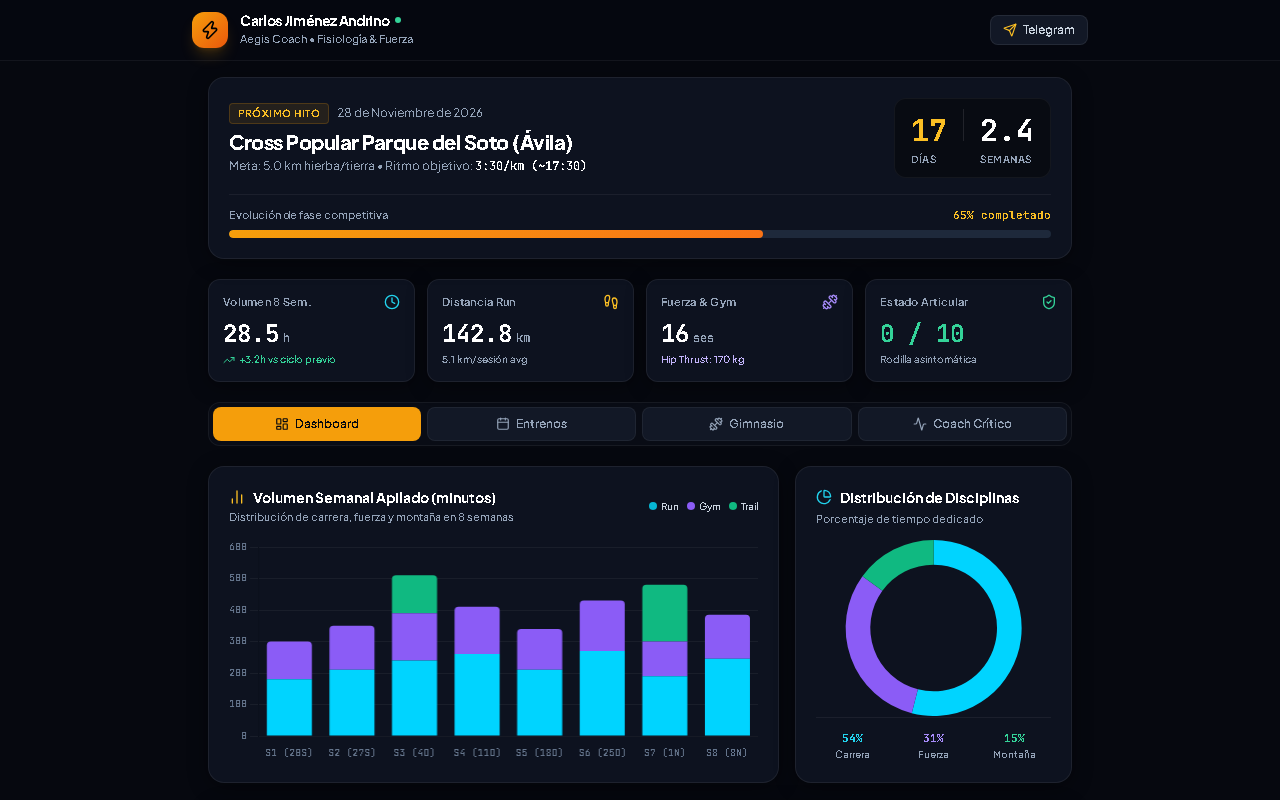 Carlos Jiménez Andrino
Aegis Coach • Fisiología & Fuerza
Telegram
PRÓXIMO HITO 28 de Noviembre de 2026
Cross Popular Parque del Soto (Ávila)
Meta: 5.0 km hierba/tierra • Ritmo objetivo: 3:30/km (~17:30)
17 2.4
DÍAS SEMANAS
Evolución de fase competitiva 65% completado
Volumen 8 Sem.
28.5 h
+3.2h vs ciclo previo
Distancia Run
142.8 km
5.1 km/sesión avg
Fuerza & Gym
16 ses
Hip Thrust: 170 kg
Estado Articular
0 / 10
Rodilla asintomática
Dashboard Entrenos Gimnasio Coach Crítico
Volumen Semanal Apilado (minutos)
Distribución de carrera, fuerza y montaña en 8 semanas
Run Gym Trail
600
500
400
300
200
100
0
S1 (20S) S2 (27S) S3 (4O) S4 (11O) S5 (18O) S6 (25O) S7 (1N) S8 (8N)
Distribución de Disciplinas
Porcentaje de tiempo dedicado
54% 31% 15%
Carrera Fuerza Montaña